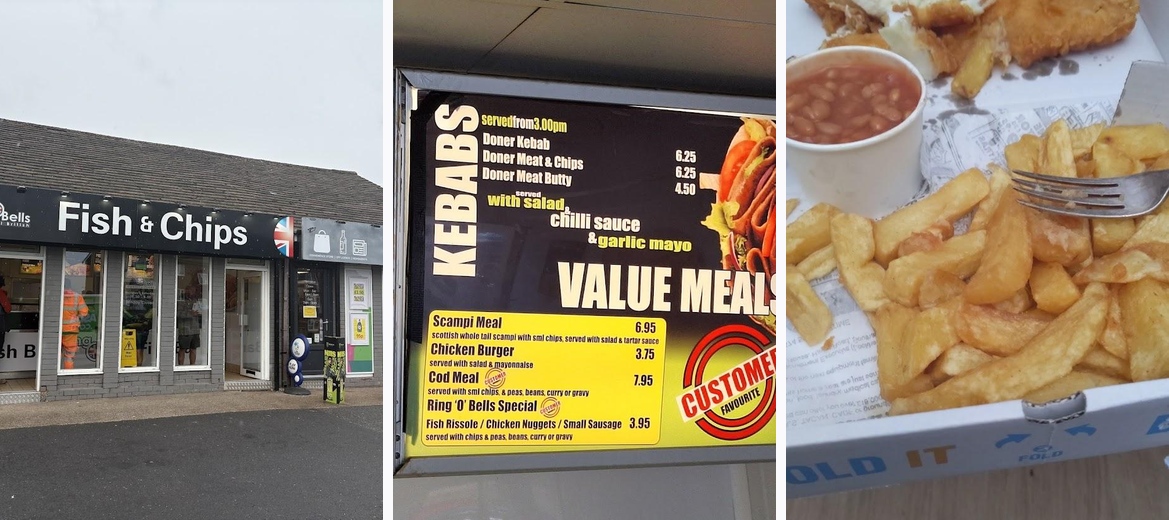 Bells
Fish & Chips
sh B
KEBABS
servedfrom3.00pm
Doner Kebab 6.25
Doner Meat & Chips 6.25
Doner Meat Butty 4.50
served
with salad,
chilli sauce
&garlic mayo
VALUE MEALS
Scampi Meal 6.95
scottish whole tail scampi with sml chips, served with salad & tartar sauce
Chicken Burger 3.75
served with salad & mayonnaise
Cod Meal 7.95
served with sml chips, & peas, beans, curry or gravy
Ring 'O' Bells Special
Fish Rissole / Chicken Nuggets / Small Sausage 3.95
served with chips & peas, beans, curry or gravy
CUSTOMER
FAVOURITE
OLD IT
FOLD